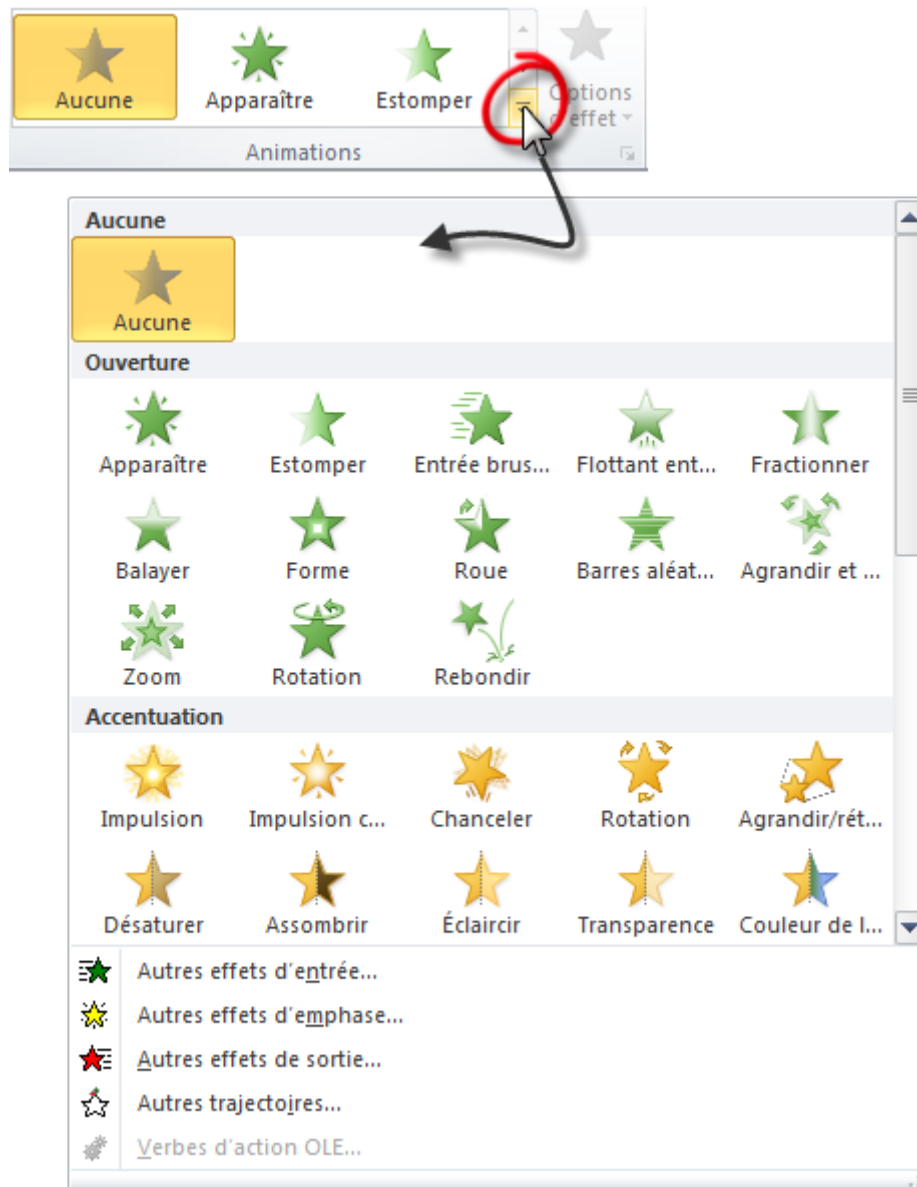 Aucune Apparaître Estomper Options
d'effet
Animations
Aucune
Aucune
Ouverture
Apparaître Estomper Entrée brus... Flottant ent... Fractionner
Balayer Forme Roue Barres aléat... Agrandir et ...
Zoom Rotation Rebondir
Accentuation
Impulsion Impulsion c... Chanceler Rotation Agrandir/rét...
Désaturer Assombrir Éclaircir Transparence Couleur de l...
Autres effets d'entrée...
Autres effets d'emphase...
Autres effets de sortie...
Autres trajectoires...
Verbes d'action OLE...